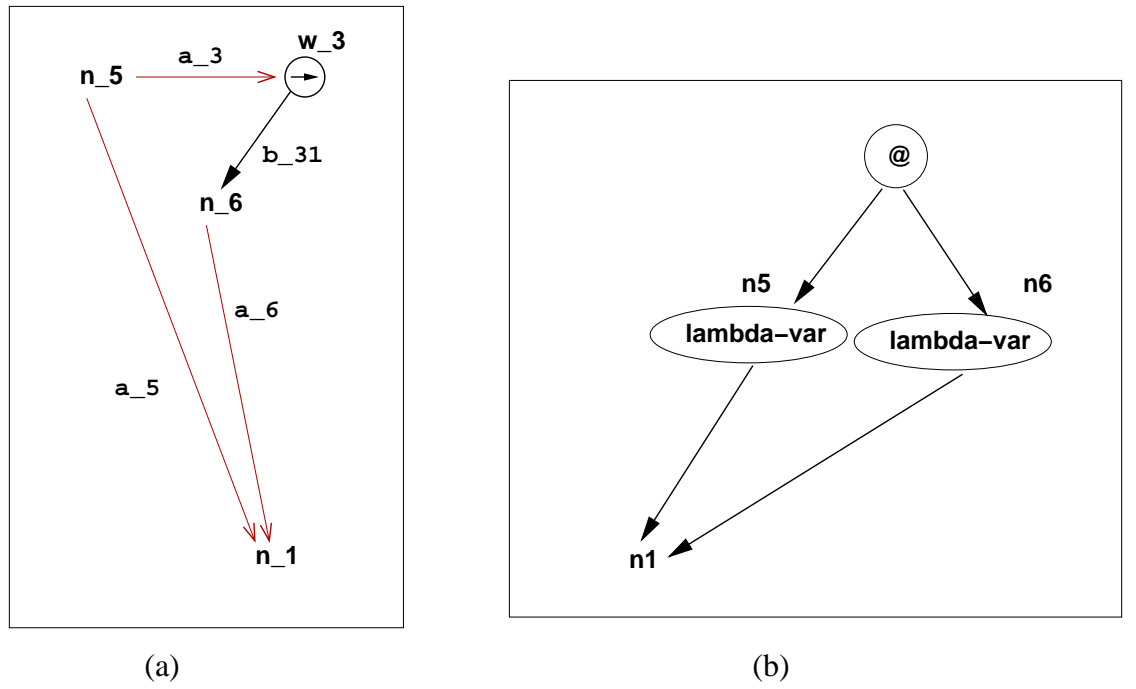 w_3
a_3
n_5
b_31
n_6
a_6
a_5
n_1
(a)
@
n5
n6
lambda–var
lambda–var
n1
(b)